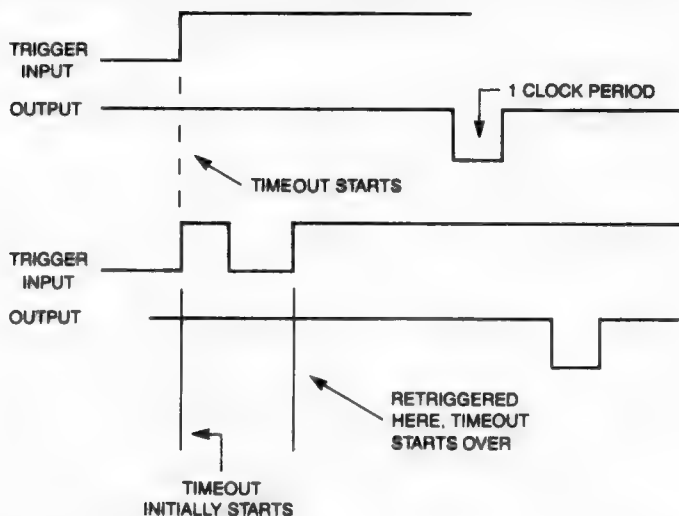 TRIGGER
INPUT
1 CLOCK PERIOD
OUTPUT
TIMEOUT STARTS
TRIGGER
INPUT
OUTPUT
RETRIGGERED
HERE, TIMEOUT
STARTS OVER
TIMEOUT
INITIALLY STARTS